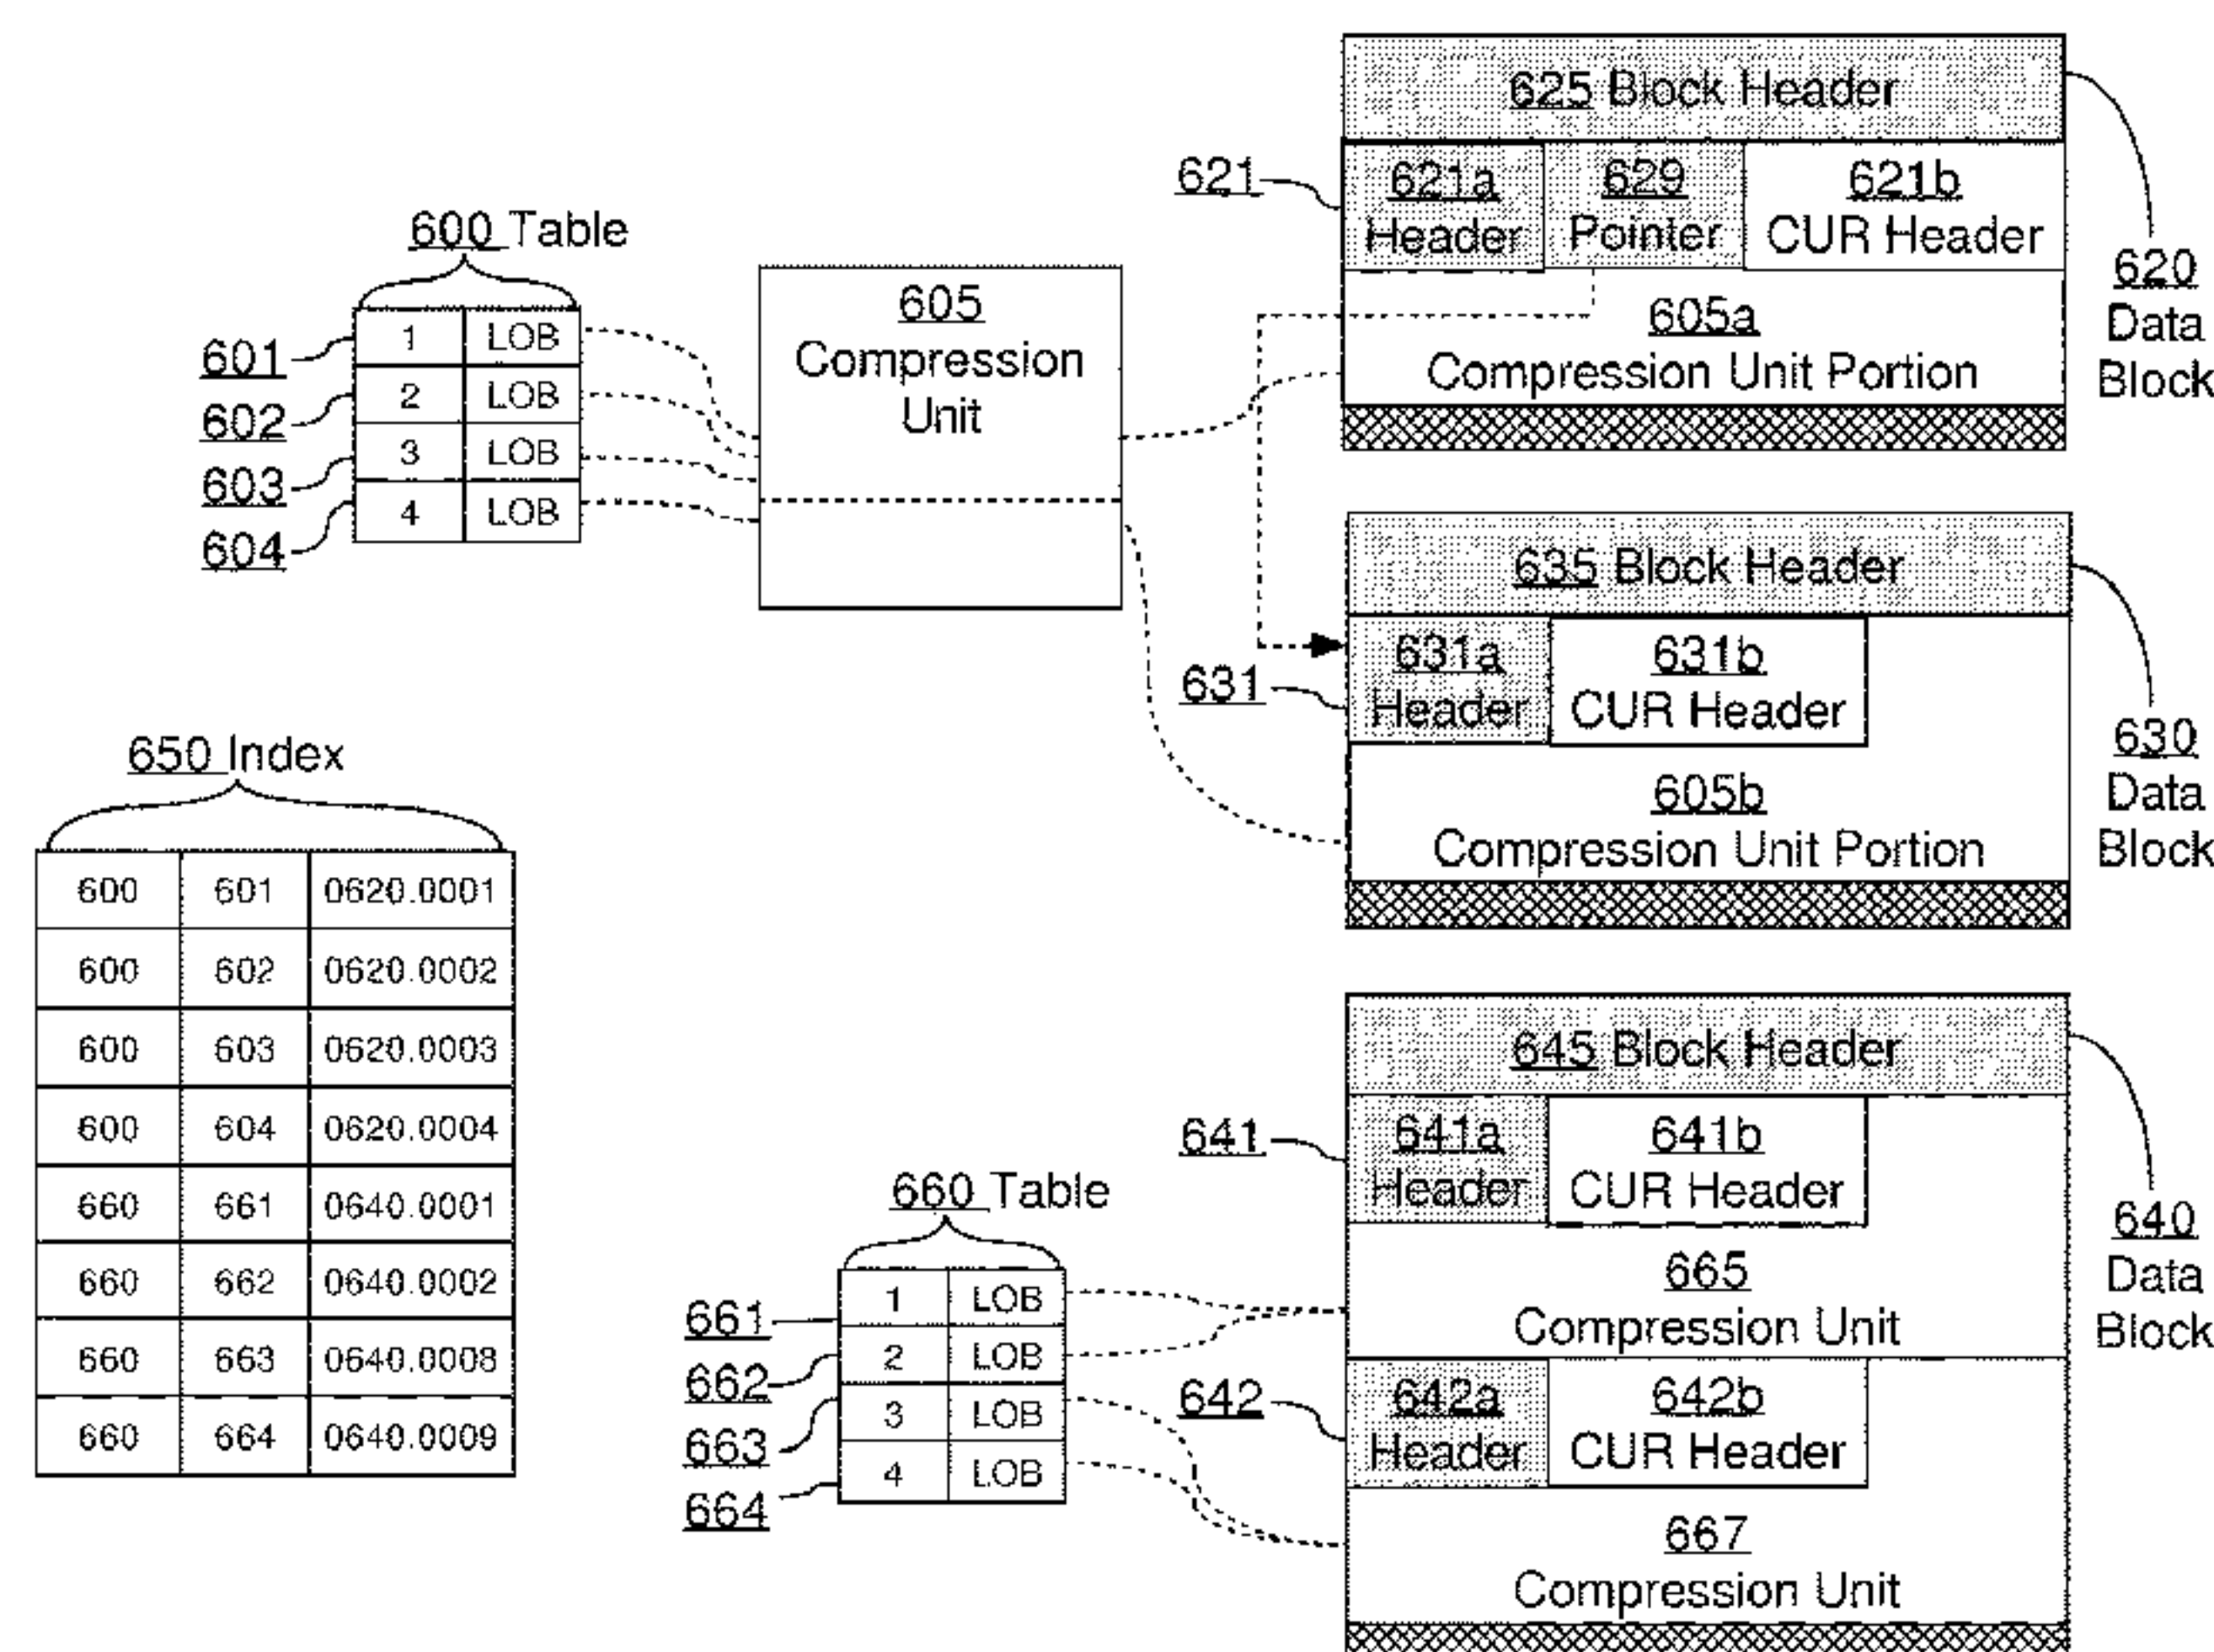 600 Table
601
602
603
604
1 LOB
2 LOB
3 LOB
4 LOB
605
Compression
Unit
625 Block Header
621
621a
Header
629
Pointer
621b
CUR Header
605a
Compression Unit Portion
620
Data
Block
635 Block Header
631
631a
Header
631b
CUR Header
605b
Compression Unit Portion
630
Data
Block
650 Index
600 601 0620.0001
600 602 0620.0002
600 603 0620.0003
600 604 0620.0004
660 661 0640.0001
660 662 0640.0002
660 663 0640.0008
660 664 0640.0009
660 Table
661
662
663
664
1 LOB
2 LOB
3 LOB
4 LOB
645 Block Header
641
641a
Header
641b
CUR Header
665
Compression Unit
642
642a
Header
642b
CUR Header
667
Compression Unit
640
Data
Block